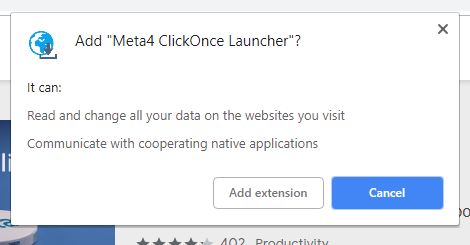 Add "Meta4 ClickOnce Launcher"?
It can:
Read and change all your data on the websites you visit
Communicate with cooperating native applications
Add extension
Cancel
402 Productivity